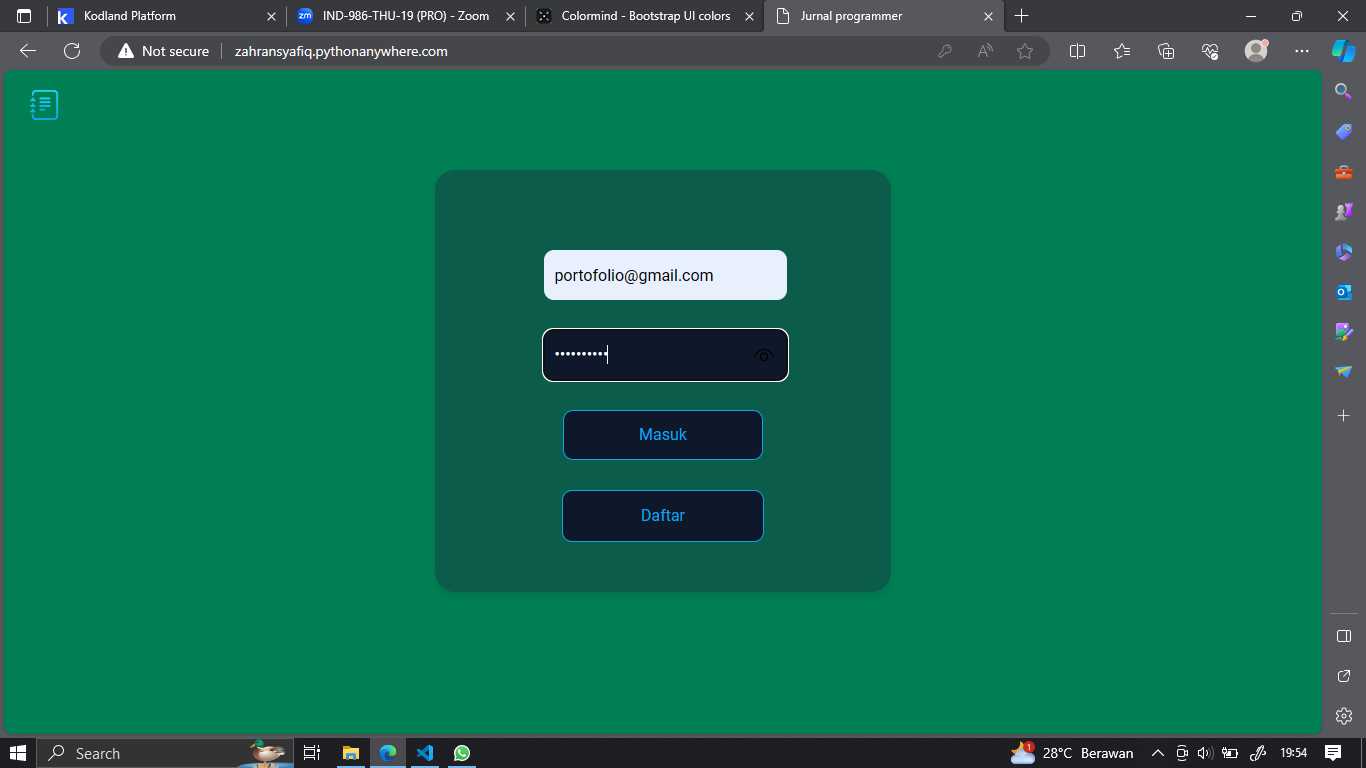 Kodland Platform
IND-986-THU-19 (PRO) - Zoom
Colormind - Bootstrap UI colors
Jurnal programmer
Not secure
zahransyafiq.pythonanywhere.com
portofolio@gmail.com
••••••••••
Masuk
Daftar
Search
1
28°C Berawan
19:54